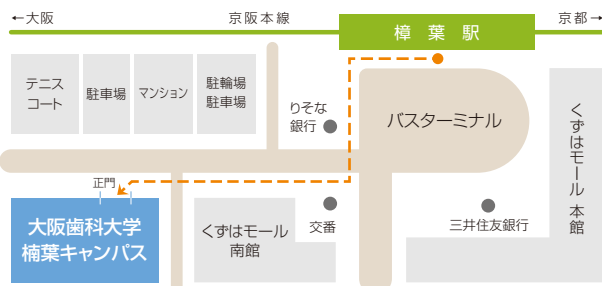 ←大阪
京阪本線
樟葉駅
京都→
テニス
コート
駐車場
マンション
駐輪場
駐車場
りそな
銀行
バスターミナル
くずはモール 本館
正門
大阪歯科大学
楠葉キャンパス
くずはモール
南館
交番
三井住友銀行